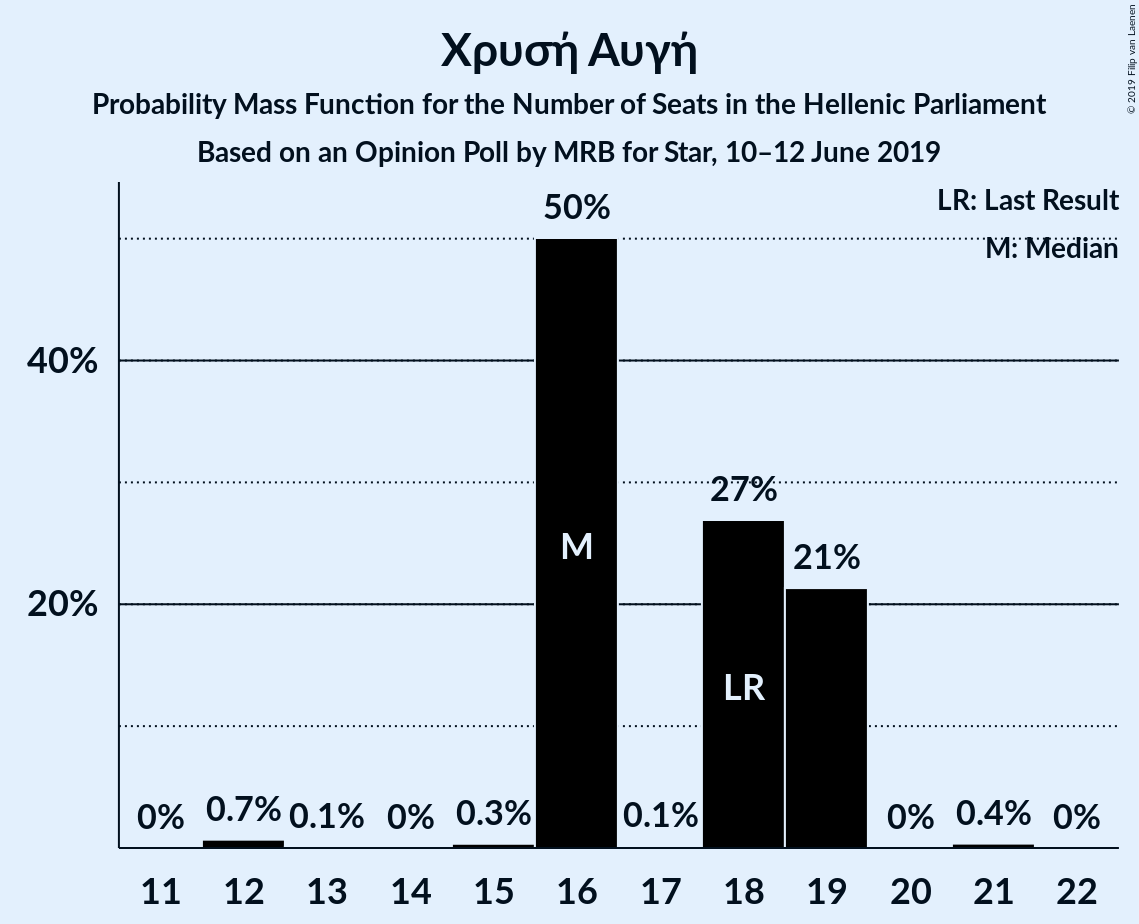 © 2019 Filip van Laenen
Χρυσή Αυγή
Probability Mass Function for the Number of Seats in the Hellenic Parliament
Based on an Opinion Poll by MRB for Star, 10–12 June 2019
LR: Last Result
M: Median
50%
40%
27%
21%
20%
M
LR
0% 0.7% 0.1% 0% 0.3% 0.1% 0% 0.4% 0%
11 12 13 14 15 16 17 18 19 20 21 22